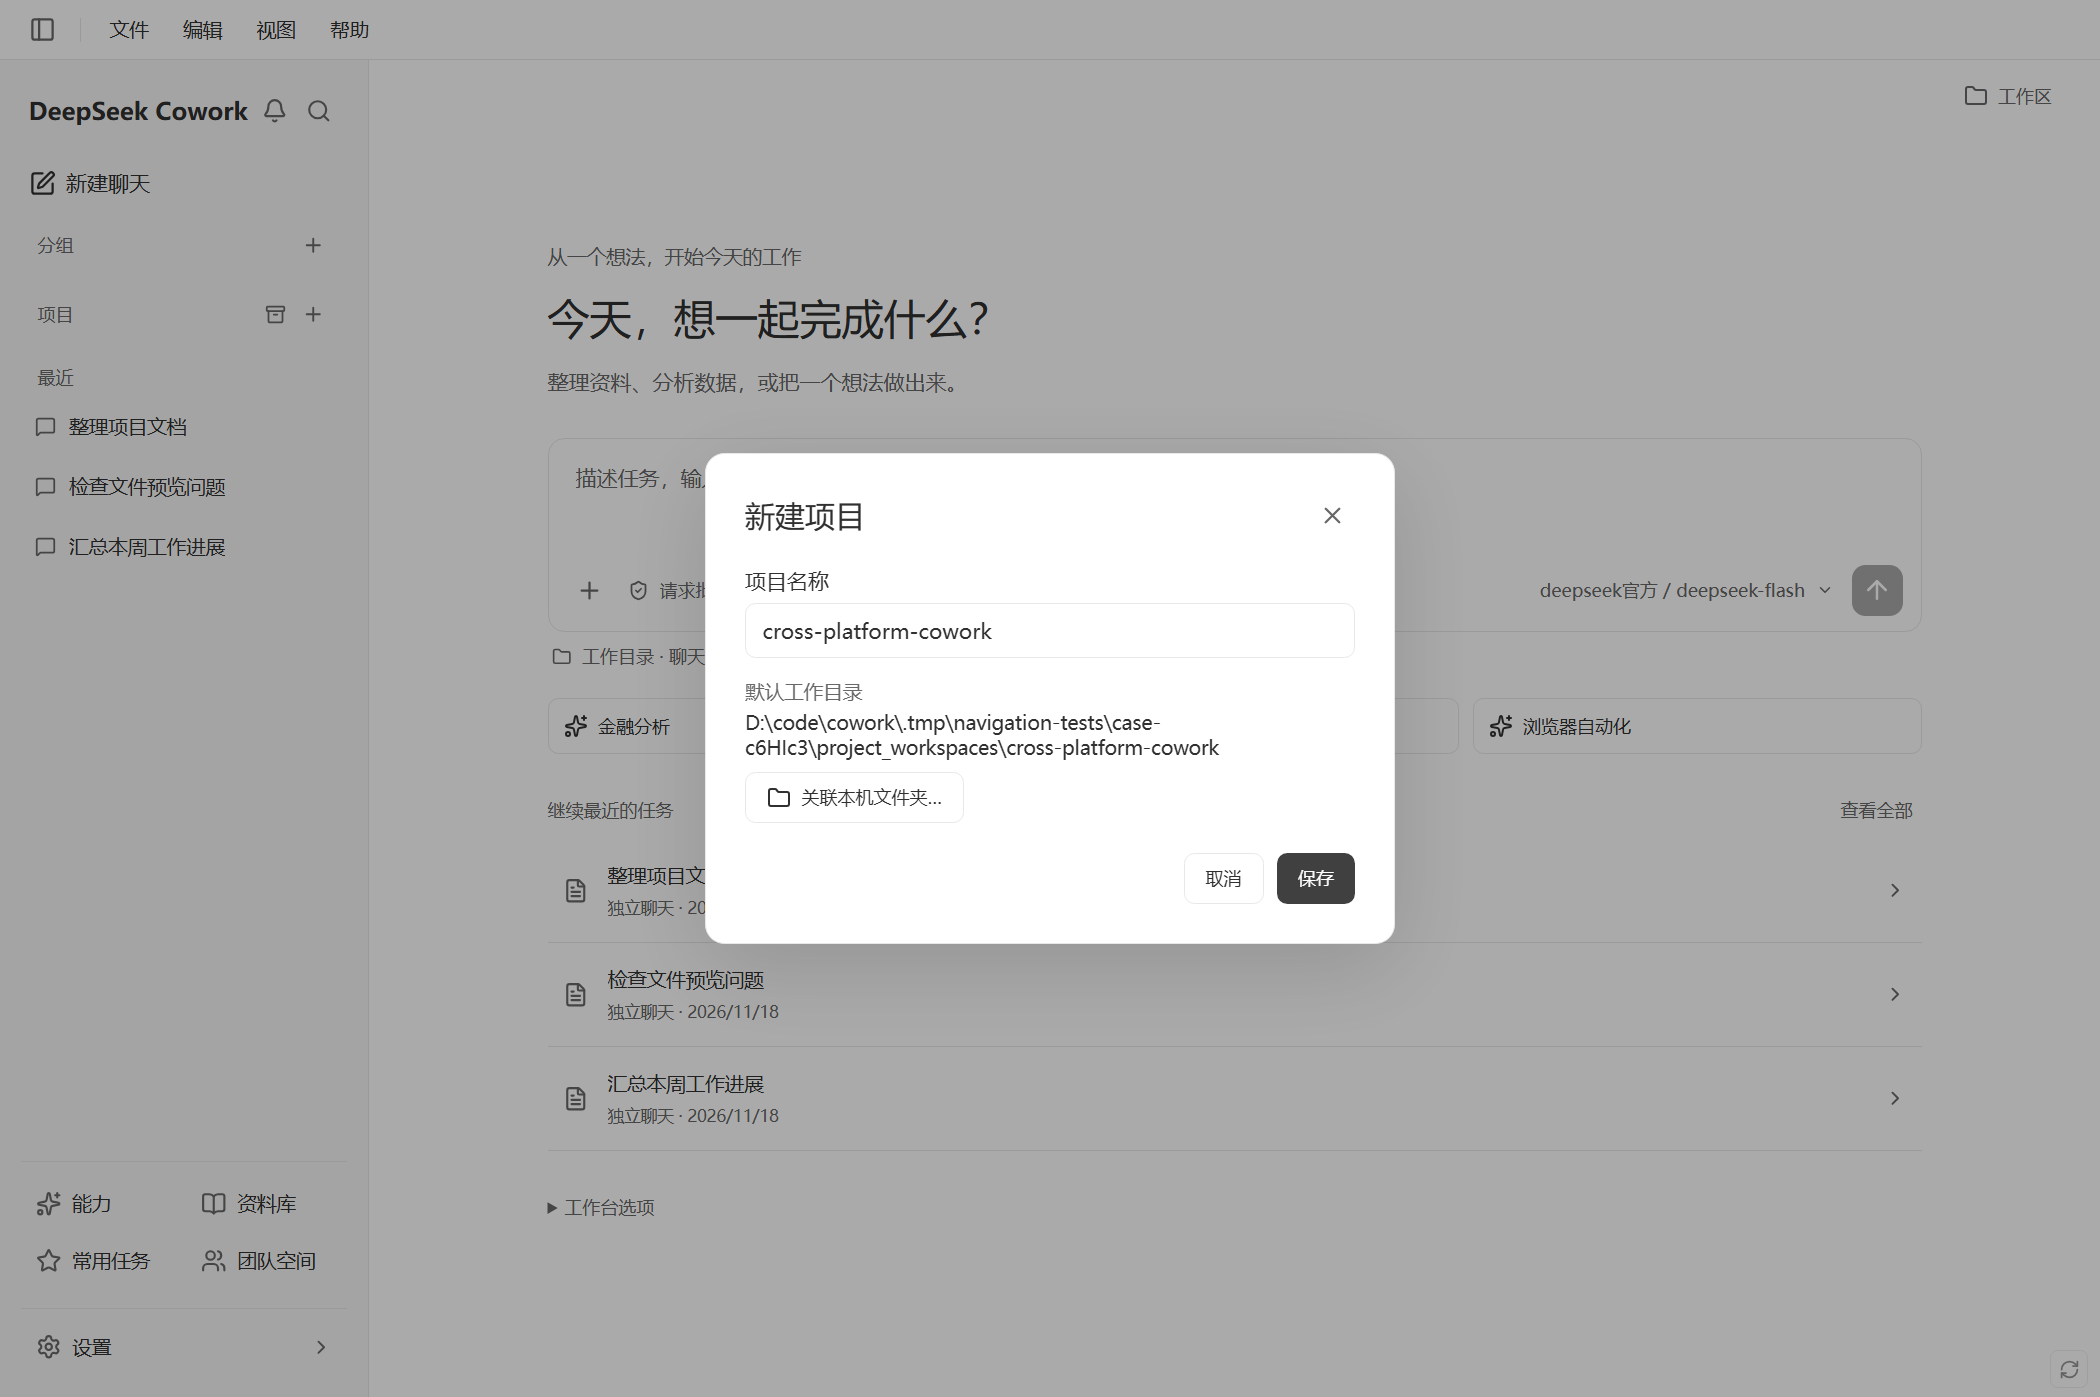 文件 编辑 视图 帮助
DeepSeek Cowork
新建聊天
分组
项目
最近
整理项目文档
检查文件预览问题
汇总本周工作进展
能力 资料库
常用任务 团队空间
设置
工作区
从一个想法，开始今天的工作
今天，想一起完成什么？
整理资料、分析数据，或把一个想法做出来。
描述任务，输
请求
deepseek官方 / deepseek-flash
工作目录 · 聊天
金融分析
浏览器自动化
继续最近的任务
查看全部
整理项目文
独立聊天 · 20
检查文件预览问题
独立聊天 · 2026/11/18
汇总本周工作进展
独立聊天 · 2026/11/18
工作台选项
新建项目
项目名称
cross-platform-cowork
默认工作目录
D:\code\cowork\.tmp\navigation-tests\case-
c6HIc3\project_workspaces\cross-platform-cowork
关联本机文件夹...
取消 保存